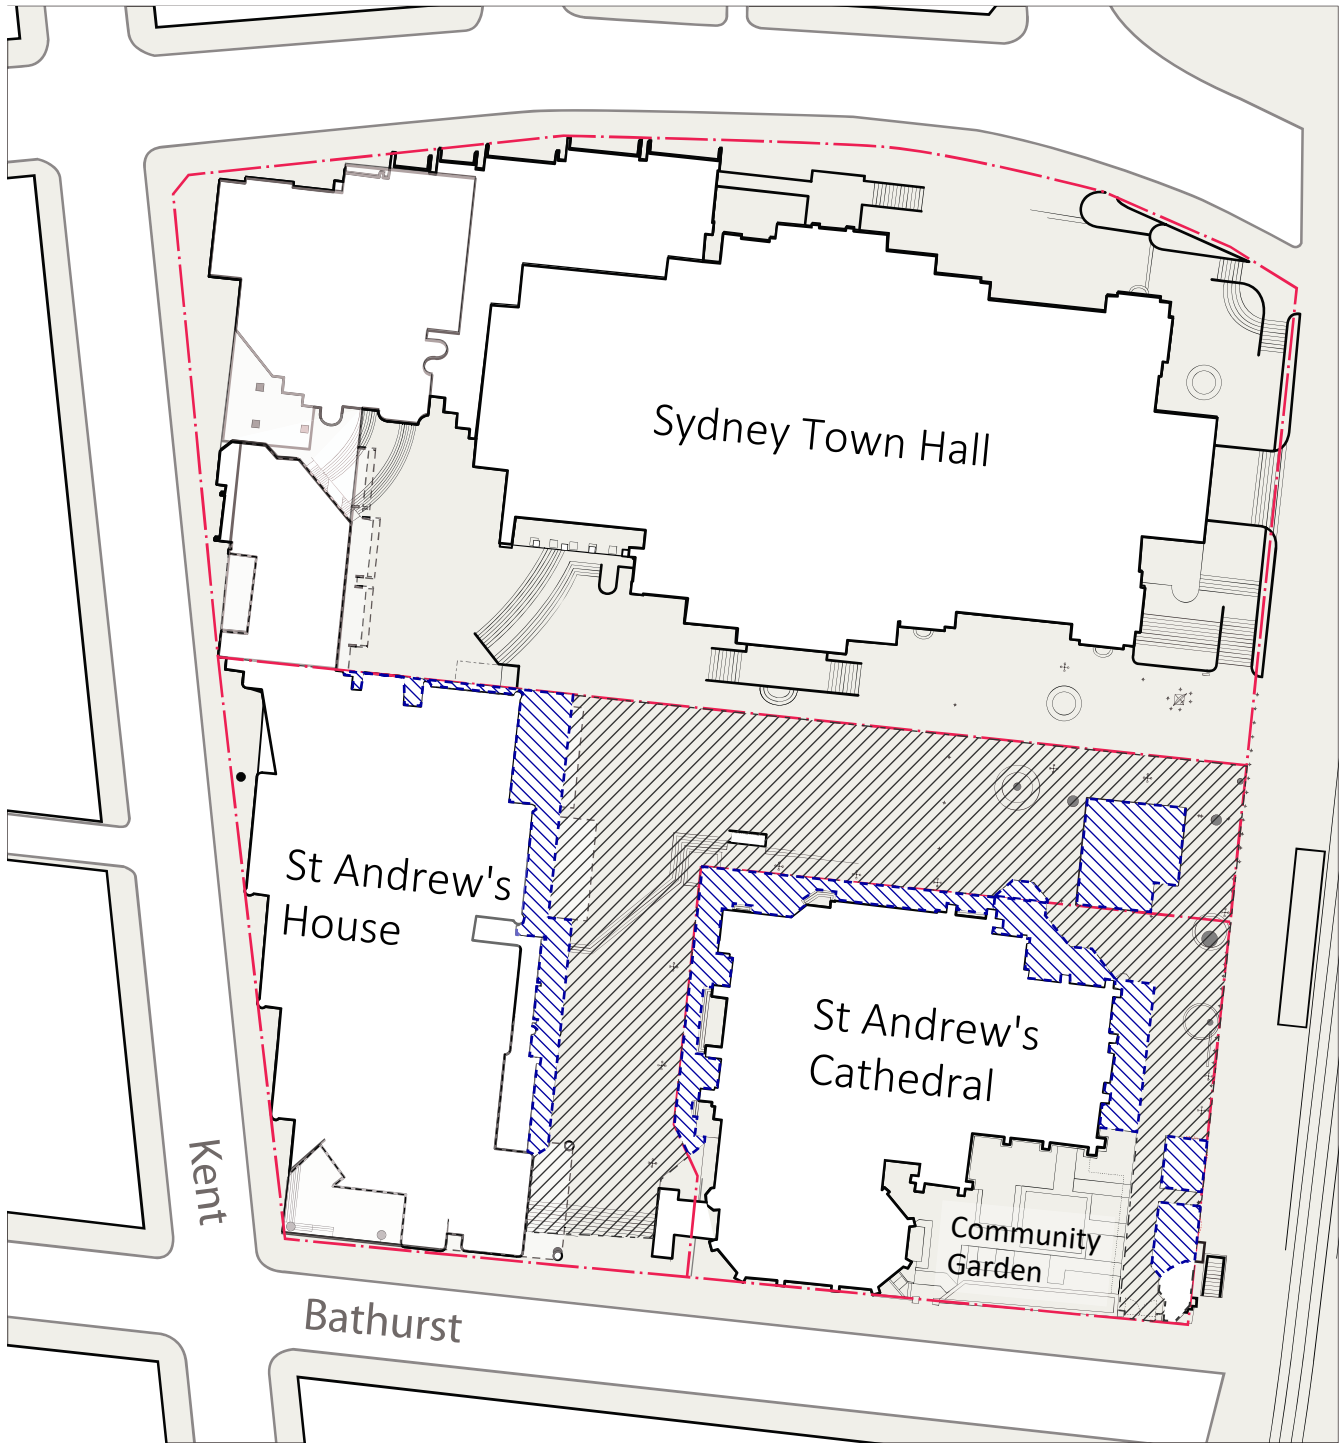 Sydney Town Hall
St Andrew's
House
St Andrew's
Cathedral
Kent
Community
Garden
Bathurst